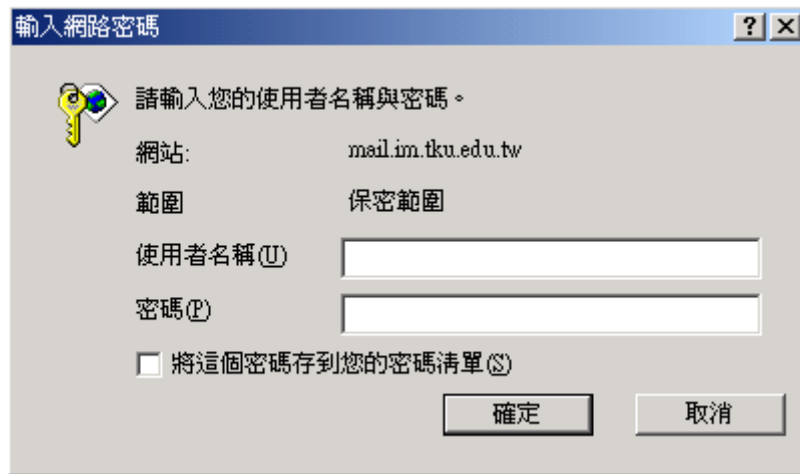 輸入網路密碼
請輸入您的使用者名稱與密碼。
網站: mail.im.tku.edu.tw
範圍 保密範圍
使用者名稱(U)
密碼(P)
將這個密碼存到您的密碼清單(S)
確定 取消